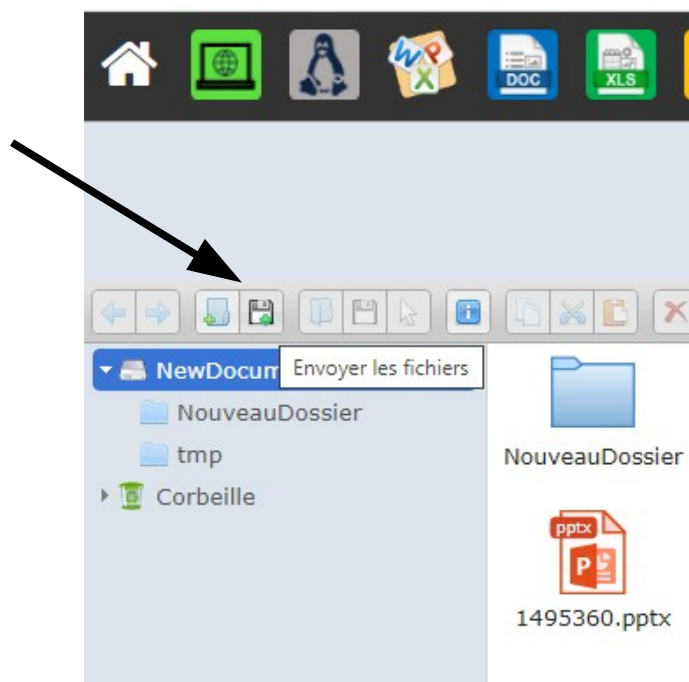 W P X
DOC
XLS
Envoyer les fichiers
NewDocum
NouveauDossier
tmp
Corbeille
NouveauDossier
pptx
P
1495360.pptx